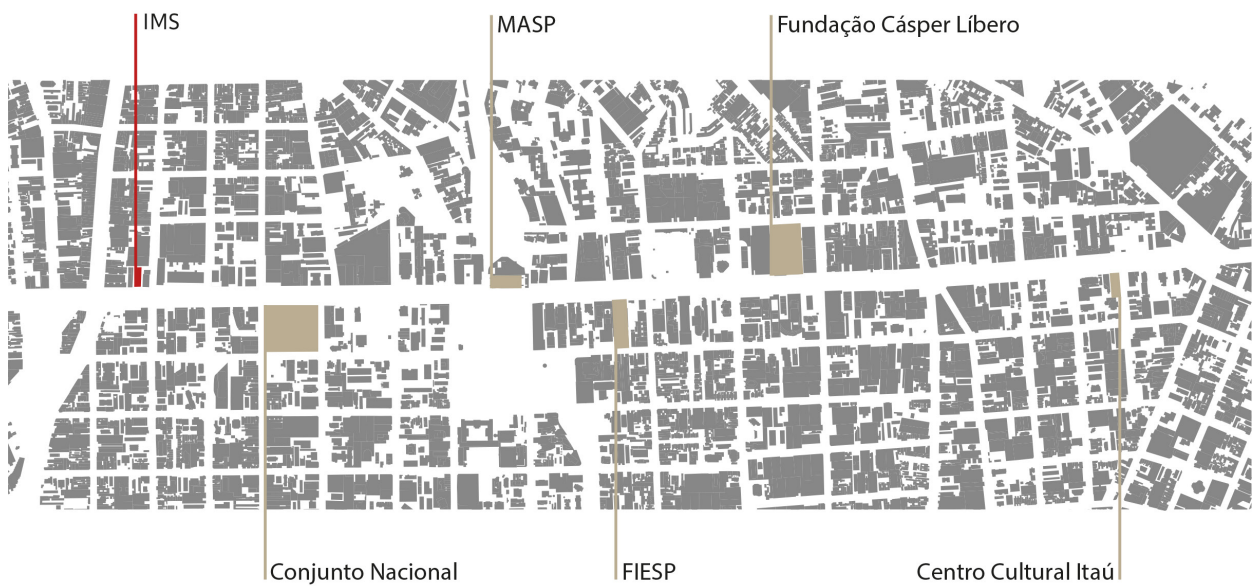 IMS
MASP
Fundação Cásper Líbero
Conjunto Nacional
FIESP
Centro Cultural Itaú